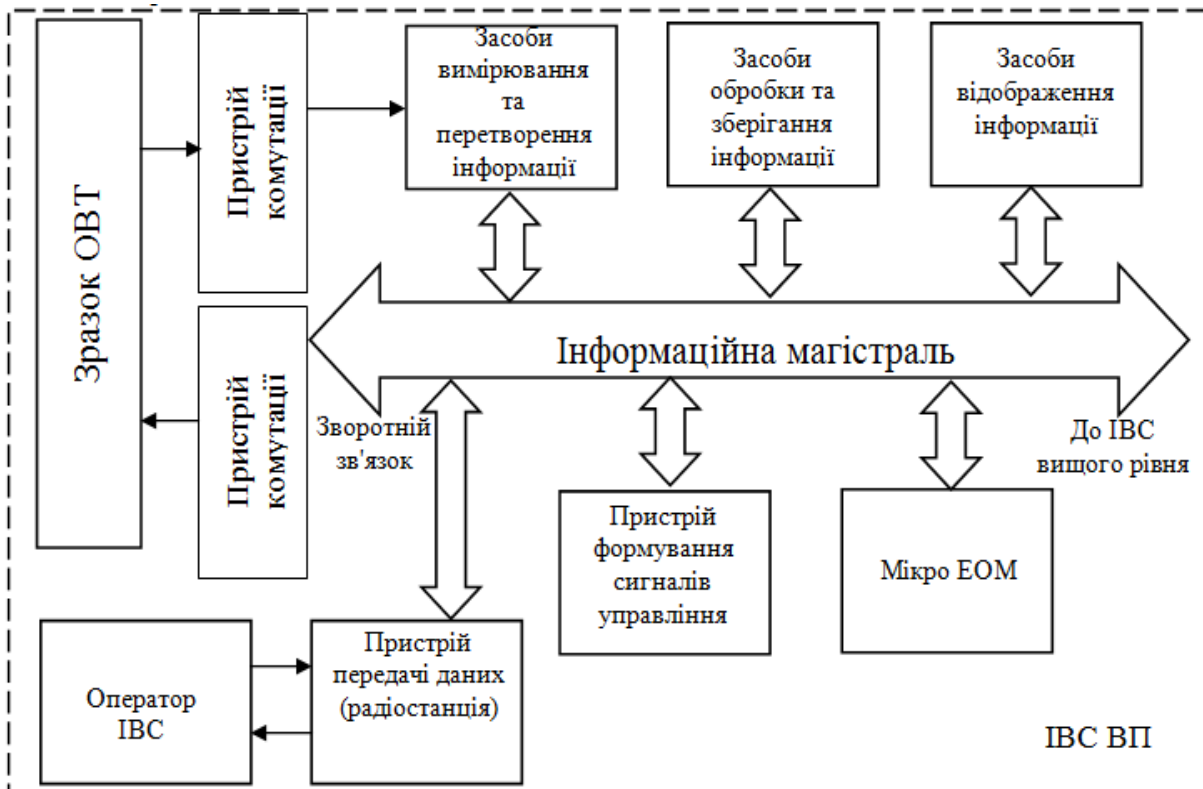 Зразок ОВТ
Пристрій
комутації
Засоби
вимірювання
та
перетворення
інформації
Засоби
обробки та
зберігання
інформації
Засоби
відображення
інформації
Інформаційна магістраль
Пристрій
комутації
Зворотній
зв'язок
До ІВС
вищого рівня
Пристрій
формування
сигналів
управління
Мікро ЕОМ
Оператор
ІВС
Пристрій
передачі даних
(радіостанція)
ІВС ВП